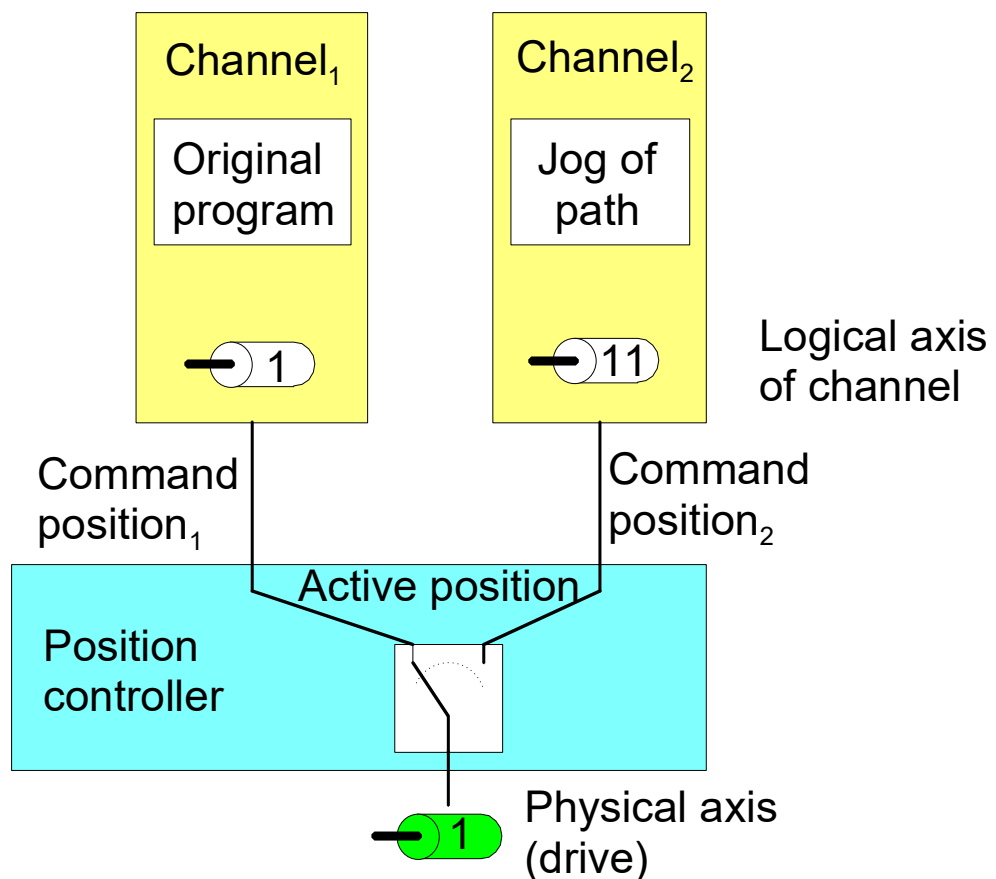 Channel₁
Original
program
1
Channel₂
Jog of
path
11
Logical axis
of channel
Command
position₁
Command
position₂
Active position
Position
controller
1
Physical axis
(drive)